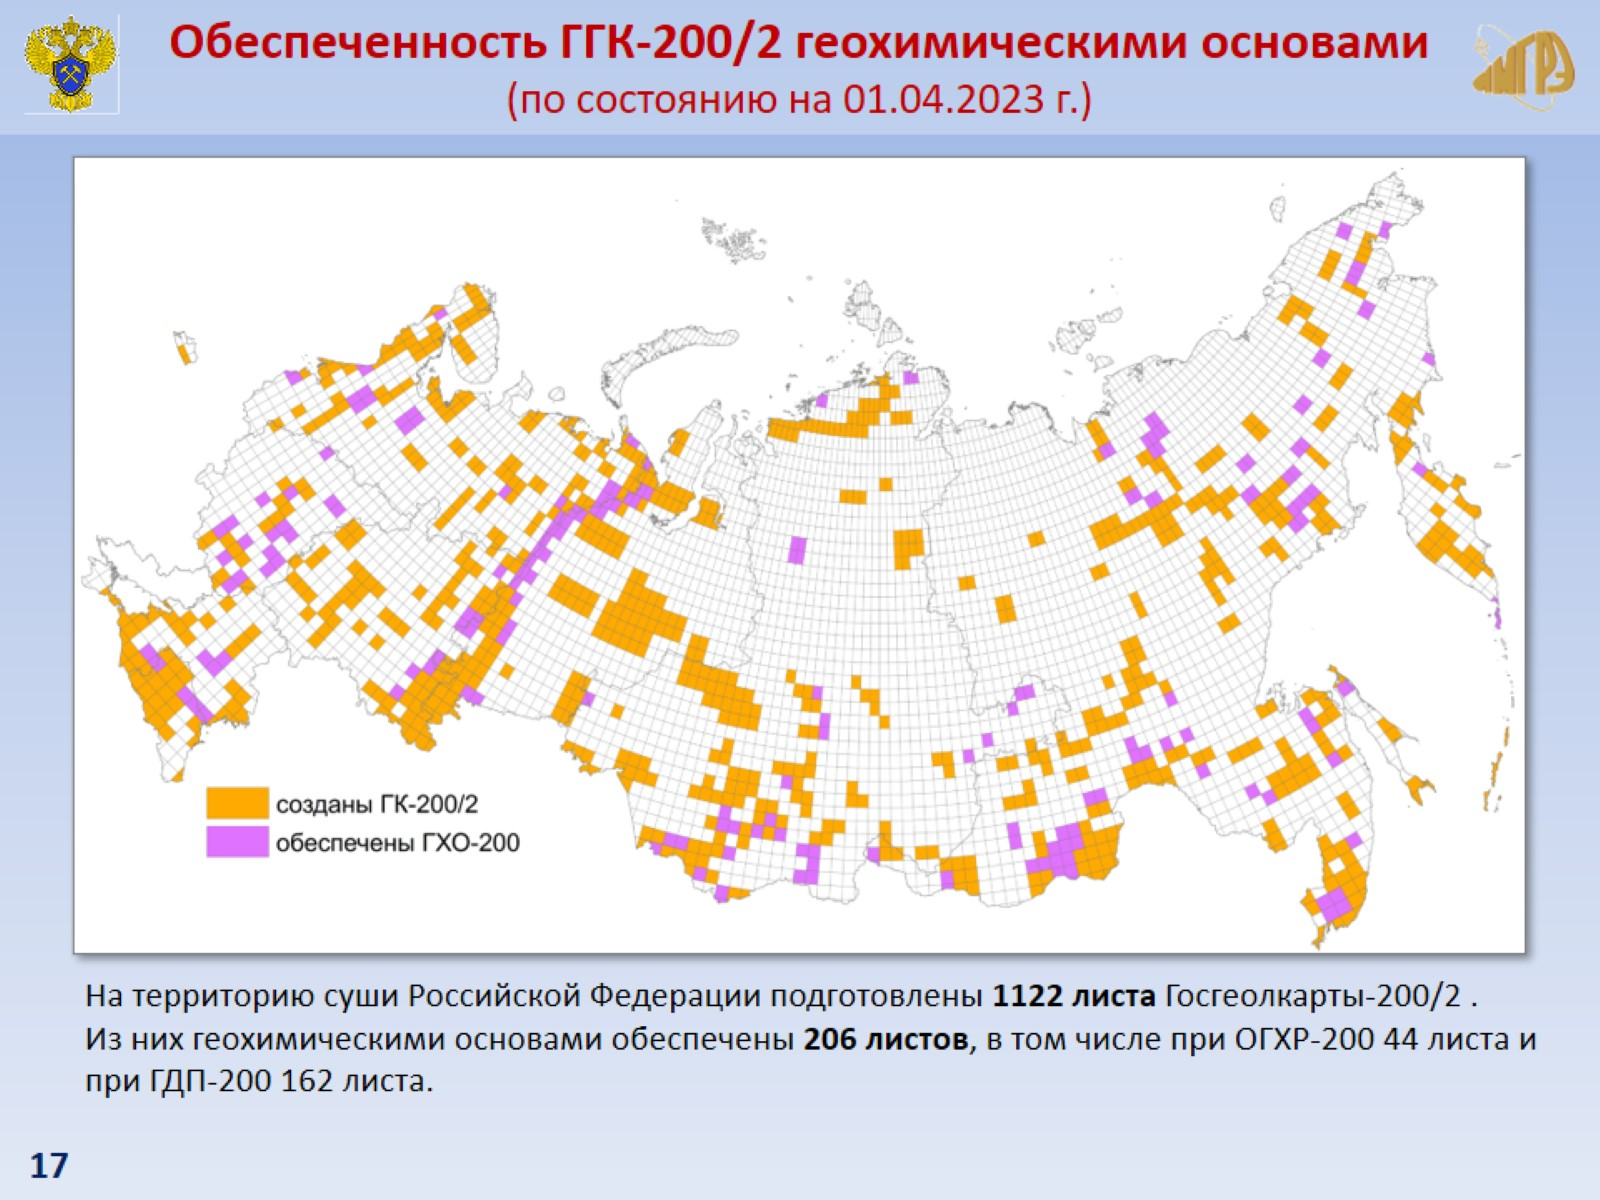 Обеспеченность ГГК-200/2 геохимическими основами
(по состоянию на 01.04.2023 г.)
ИМГРЭ
созданы ГК-200/2
обеспечены ГХО-200
На территорию суши Российской Федерации подготовлены 1122 листа Госгеолкарты-200/2 .
Из них геохимическими основами обеспечены 206 листов, в том числе при ОГХР-200 44 листа и
при ГДП-200 162 листа.
17